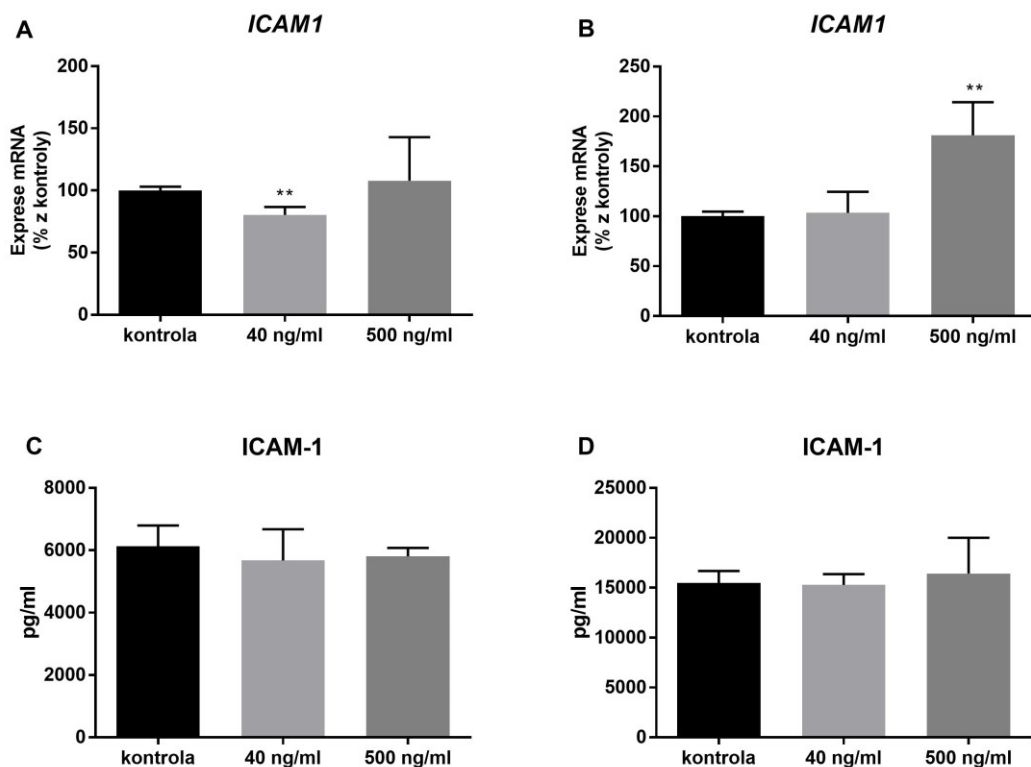 A
ICAM1
Exprese mRNA
(% z kontroly)
200
150
100
50
0
**
kontrola
40 ng/ml
500 ng/ml
B
ICAM1
Exprese mRNA
(% z kontroly)
250
200
150
100
50
0
**
kontrola
40 ng/ml
500 ng/ml
C
ICAM-1
pg/ml
8000
6000
4000
2000
0
kontrola
40 ng/ml
500 ng/ml
D
ICAM-1
pg/ml
25000
20000
15000
10000
5000
0
kontrola
40 ng/ml
500 ng/ml